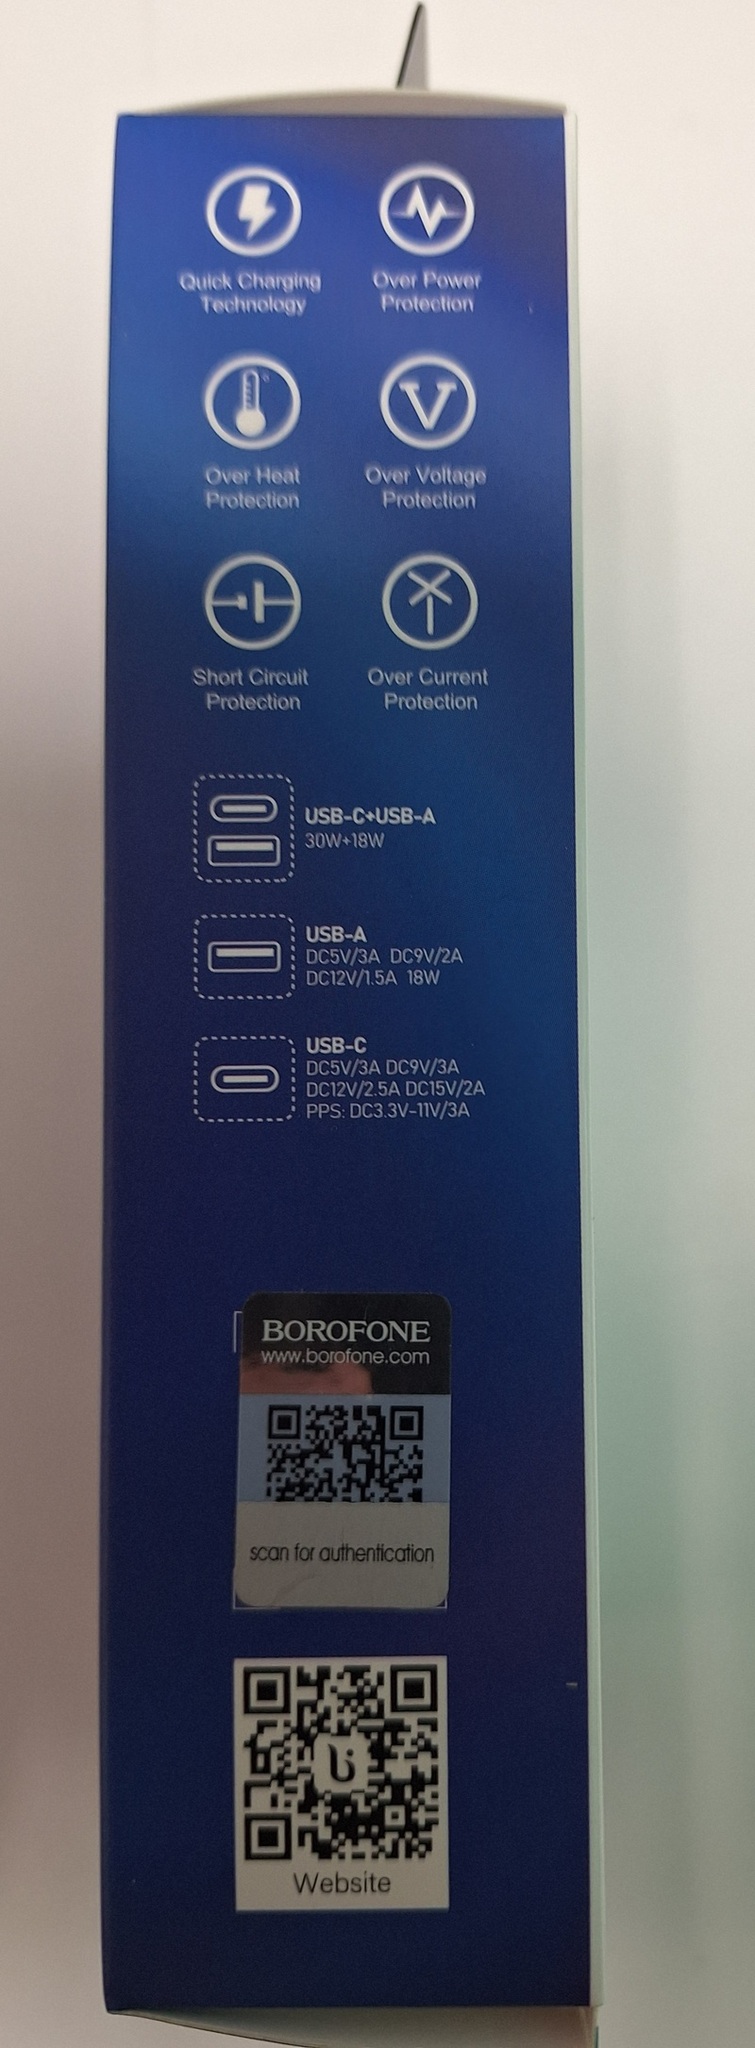 Quick Charging
Technology
Over Power
Protection
Over Heat
Protection
V
Over Voltage
Protection
Short Circuit
Protection
Over Current
Protection
USB-C+USB-A
30W+18W
USB-A
DC5V/3A DC9V/2A
DC12V/1.5A 18W
USB-C
DC5V/3A DC9V/3A
DC12V/2.5A DC15V/2A
PPS: DC3.3V-11V/3A
BOROFONE
www.borofone.com
scan for authentication
Website